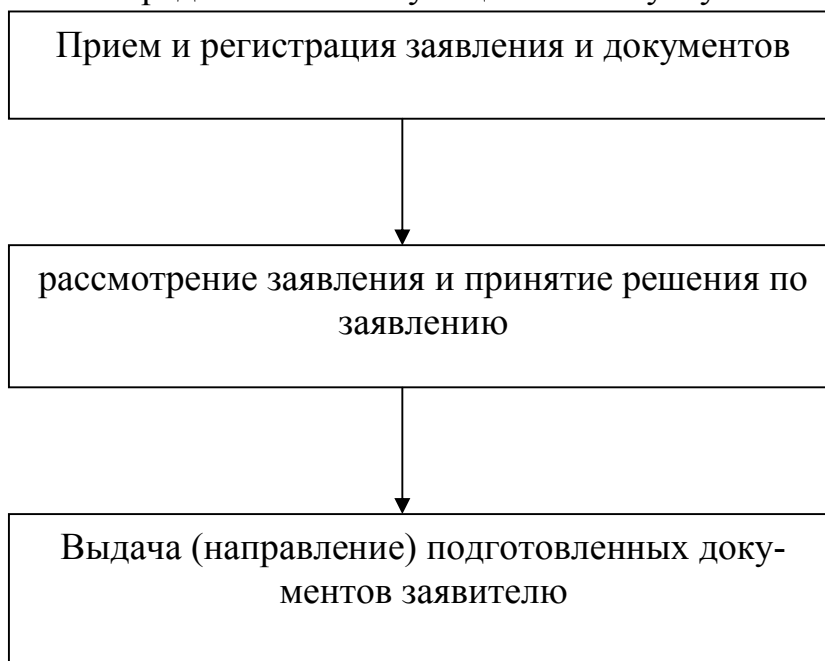 Прием и регистрация заявления и документов
рассмотрение заявления и принятие решения по
заявлению
Выдача (направление) подготовленных доку-
ментов заявителю